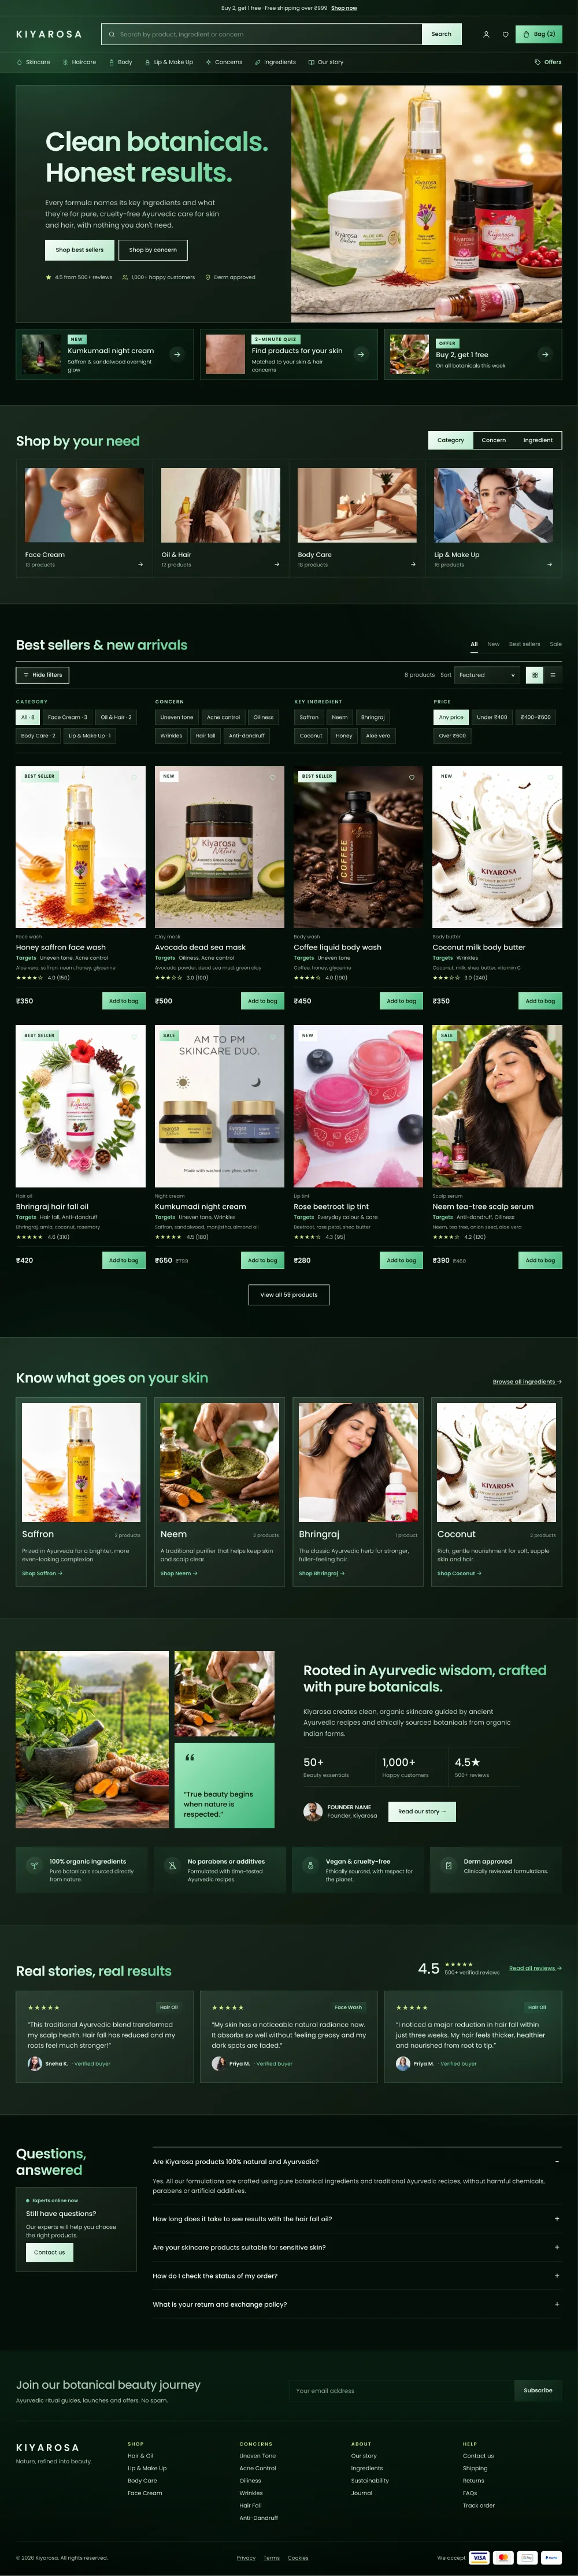 Buy 2, get 1 free · Free shipping over ₹999 Shop now
KIYAROSA
Search by product, ingredient or concern
Search
Bag (2)
Skincare
Haircare
Body
Lip & Make Up
Concerns
Ingredients
Our story
Offers
Clean botanicals.
Honest results.
Every formula names its key ingredients and what
they're for pure, cruelty-free Ayurvedic care for skin
and hair, with nothing you don't need.
Shop best sellers
Shop by concern
4.5 from 500+ reviews
1,000+ happy customers
Derm approved
NEW
Kumkumadi night cream
Saffron & sandalwood overnight
glow
2-MINUTE QUIZ
Find products for your skin
Matched to your skin & hair
concerns
OFFER
Buy 2, get 1 free
On all botanicals this week
Shop by your need
Category
Concern
Ingredient
Face Cream
13 products
Oil & Hair
12 products
Body Care
18 products
Lip & Make Up
16 products
Best sellers & new arrivals
All
New
Best sellers
Sale
Hide filters
8 products
Sort
Featured
CATEGORY
All · 8
Face Cream · 3
Oil & Hair · 2
Body Care · 2
Lip & Make Up · 1
CONCERN
Uneven tone
Acne control
Oiliness
Wrinkles
Hair fall
Anti-dandruff
KEY INGREDIENT
Saffron
Neem
Bhringraj
Coconut
Honey
Aloe vera
PRICE
Any price
Under ₹400
₹400–₹600
Over ₹600
BEST SELLER
Face wash
Honey saffron face wash
Targets Uneven tone, Acne control
Aloe vera, saffron, neem, honey, glycerine
★★★★☆ 4.0 (150)
₹350
Add to bag
NEW
Kiyarosa
Nature
Clay mask
Avocado dead sea mask
Targets Oiliness, Acne control
Avocado powder, dead sea mud, green clay
★★★☆☆ 3.0 (100)
₹500
Add to bag
BEST SELLER
COFFEE
Body wash
Coffee liquid body wash
Targets Uneven tone
Coffee, honey, glycerine
★★★★☆ 4.0 (190)
₹450
Add to bag
NEW
KIYAROSA
COCONUT BODY BUTTER
Body butter
Coconut milk body butter
Targets Wrinkles
Coconut, milk, shea butter, vitamin C
★★★☆☆ 3.0 (240)
₹350
Add to bag
BEST SELLER
Kiyarosa
Hair oil
Bhringraj hair fall oil
Targets Hair fall, Anti-dandruff
Bhringraj, amla, coconut, rosemary
★★★★★ 4.6 (310)
₹420
Add to bag
SALE
AM TO PM
SKINCARE DUO.
Made with washed raw ghee, saffron
Night cream
Kumkumadi night cream
Targets Uneven tone, Wrinkles
Saffron, sandalwood, manjistha, almond oil
★★★★★ 4.5 (180)
₹650 ₹799
Add to bag
NEW
Lip tint
Rose beetroot lip tint
Targets Everyday colour & care
Beetroot, rose petal, shea butter
★★★★☆ 4.3 (95)
₹280
Add to bag
SALE
Scalp serum
Neem tea-tree scalp serum
Targets Anti-dandruff, Oiliness
Neem, tea tree, onion seed, aloe vera
★★★★☆ 4.2 (120)
₹390 ₹450
Add to bag
View all 59 products
Know what goes on your skin
Browse all ingredients →
Saffron
2 products
Prized in Ayurveda for a brighter, more
even-looking complexion.
Shop Saffron →
Neem
2 products
A traditional purifier that helps keep skin
and scalp clear.
Shop Neem →
Bhringraj
1 product
The classic Ayurvedic herb for stronger,
fuller-feeling hair.
Shop Bhringraj →
KIYAROSA
Coconut
2 products
Rich, gentle nourishment for soft, supple
skin and hair.
Shop Coconut →
Rooted in Ayurvedic wisdom, crafted
with pure botanicals.
Kiyarosa creates clean, organic skincare guided by ancient
Ayurvedic recipes and ethically sourced botanicals from organic
Indian farms.
50+
Beauty essentials
1,000+
Happy customers
4.5★
500+ reviews
FOUNDER NAME
Founder, Kiyarosa
Read our story →
“
“True beauty begins
when nature is
respected.”
100% organic ingredients
Pure botanicals sourced directly
from nature.
No parabens or additives
Formulated with time-tested
Ayurvedic recipes.
Vegan & cruelty-free
Ethically sourced, with respect for
the planet.
Derm approved
Clinically reviewed formulations.
Real stories, real results
4.5
★★★★★
500+ verified reviews
Read all reviews →
★★★★★
Hair Oil
“This traditional Ayurvedic blend transformed
my scalp health. Hair fall has reduced and my
roots feel much stronger!”
Sneha K. · Verified buyer
★★★★★
Face Wash
“My skin has a noticeable natural radiance now.
It absorbs so well without feeling greasy and my
dark spots are faded.”
Priya M. · Verified buyer
★★★★★
Hair Oil
“I noticed a major reduction in hair fall within
just three weeks. My hair feels thicker, healthier
and nourished from root to tip.”
Priya M. · Verified buyer
Questions,
answered
Experts online now
Still have questions?
Our experts will help you choose
the right products.
Contact us
Are Kiyarosa products 100% natural and Ayurvedic?
Yes. All our formulations are crafted using pure botanical ingredients and traditional Ayurvedic recipes, without harmful chemicals,
parabens or artificial additives.
How long does it take to see results with the hair fall oil?
Are your skincare products suitable for sensitive skin?
How do I check the status of my order?
What is your return and exchange policy?
Join our botanical beauty journey
Ayurvedic ritual guides, launches and offers. No spam.
Your email address
Subscribe
KIYAROSA
Nature, refined into beauty.
SHOP
Hair & Oil
Lip & Make Up
Body Care
Face Cream
CONCERNS
Uneven Tone
Acne Control
Oiliness
Wrinkles
Hair Fall
Anti-Dandruff
ABOUT
Our story
Ingredients
Sustainability
Journal
HELP
Contact us
Shipping
Returns
FAQs
Track order
© 2026 Kiyarosa. All rights reserved.
Privacy
Terms
Cookies
We accept
VISA